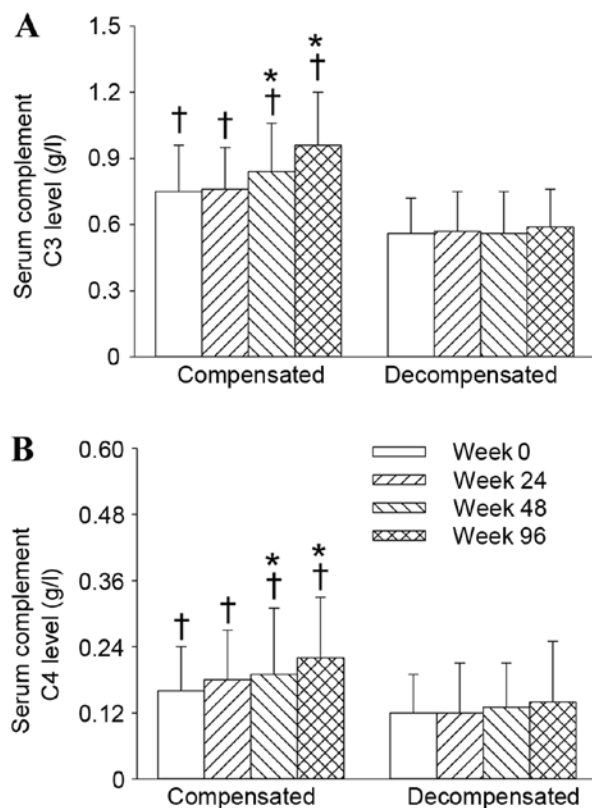 A
Serum complement
C3 level (g/l)
1.5
1.2
0.9
0.6
0.3
0
†
†
*
†
*
†
Compensated
Decompensated
B
Serum complement
C4 level (g/l)
0.60
0.48
0.36
0.24
0.12
0
Week 0
Week 24
Week 48
Week 96
†
†
*
†
*
†
Compensated
Decompensated